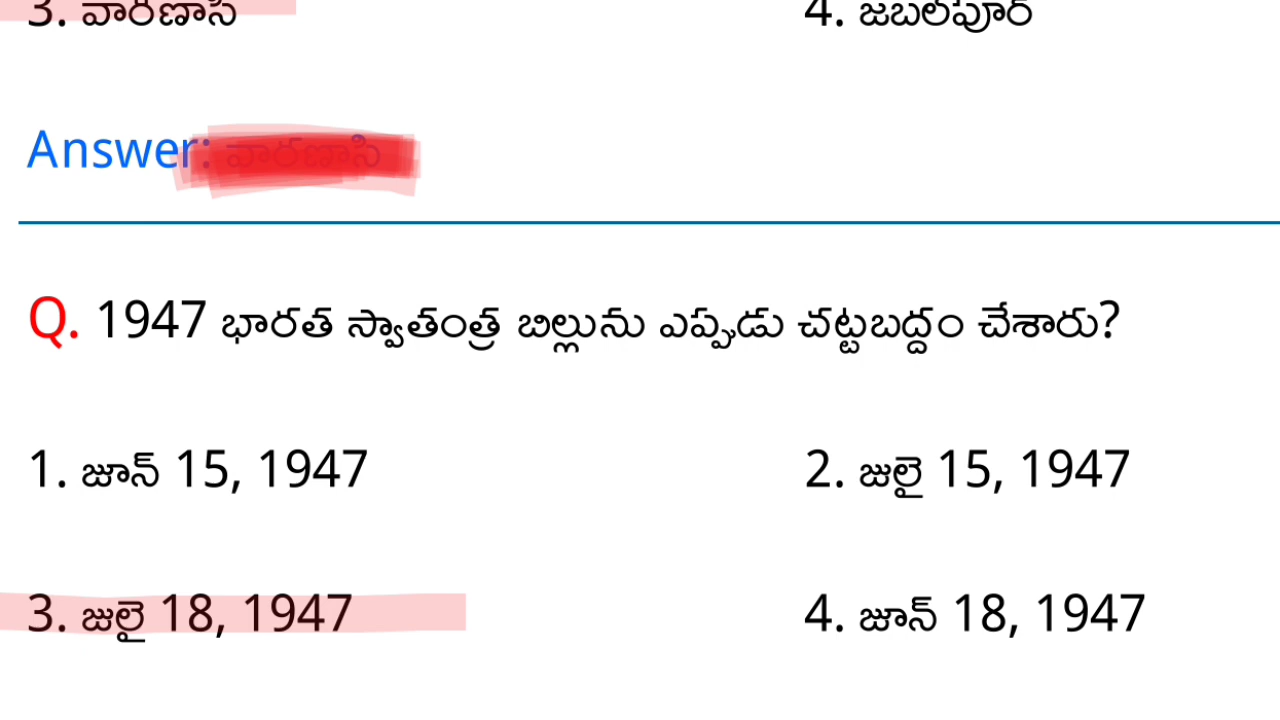 3. వారణాసి 4. జబల్‌పూర్
Answer: వారణాసి
Q. 1947 భారత స్వాతంత్ర బిల్లును ఎప్పుడు చట్టబద్దం చేశారు?
1. జూన్ 15, 1947 2. జులై 15, 1947
3. జులై 18, 1947 4. జూన్ 18, 1947